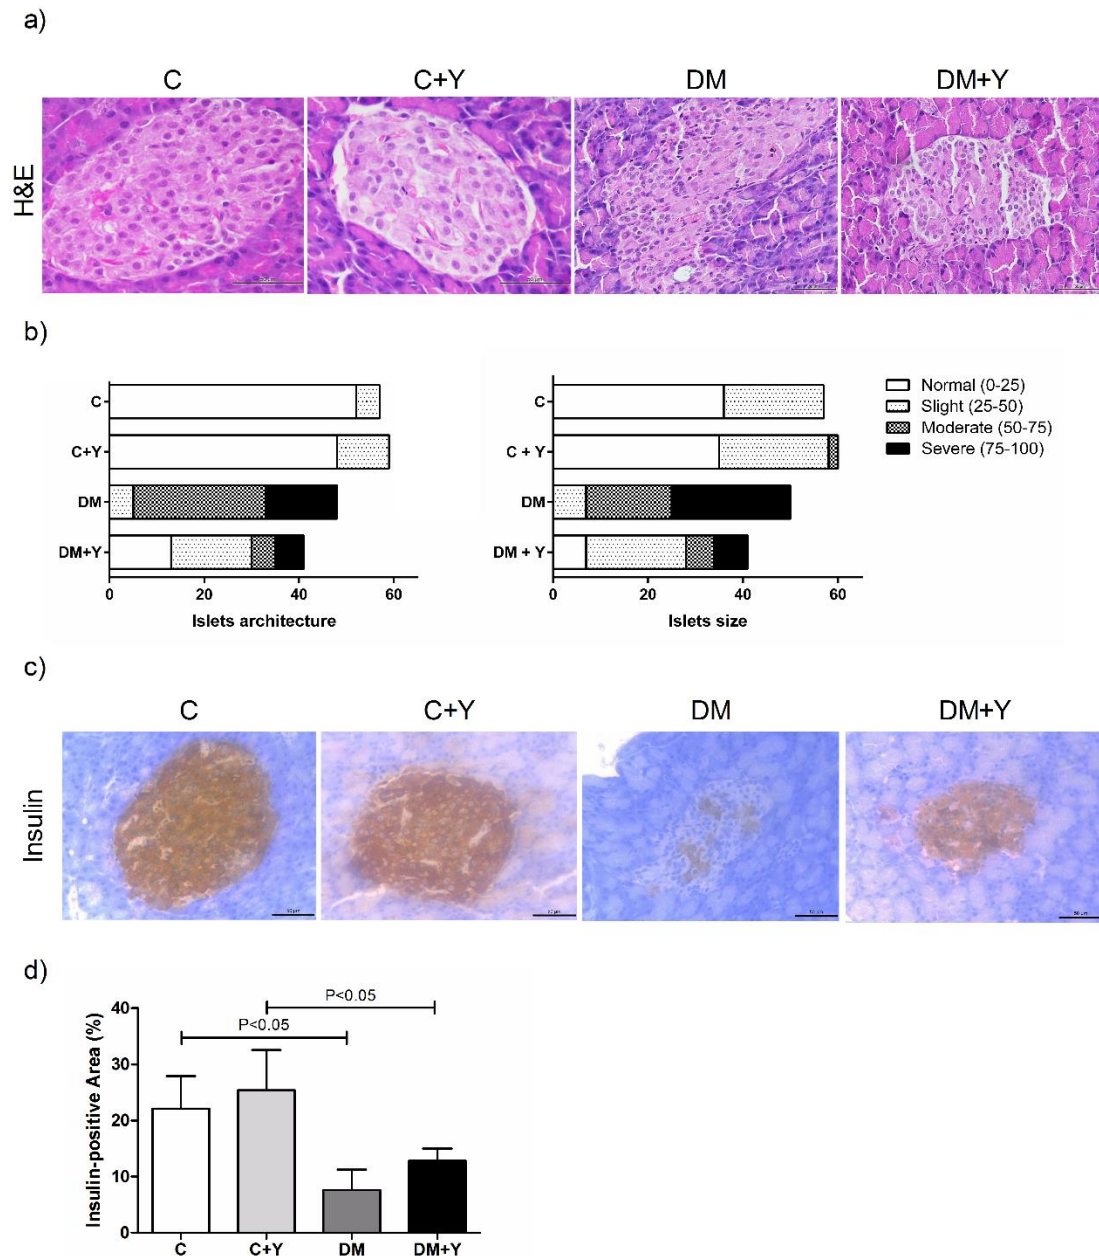 a)
C
C+Y
DM
DM+Y
H&E
b)
C
C+Y
DM
DM+Y
0
20
40
60
Islets architecture
C
C + Y
DM
DM + Y
0
20
40
60
Islets size
Normal (0-25)
Slight (25-50)
Moderate (50-75)
Severe (75-100)
c)
C
C+Y
DM
DM+Y
Insulin
50 µm
d)
P<0.05
P<0.05
40
30
20
10
0
Insulin-positive Area (%)
C
C+Y
DM
DM+Y